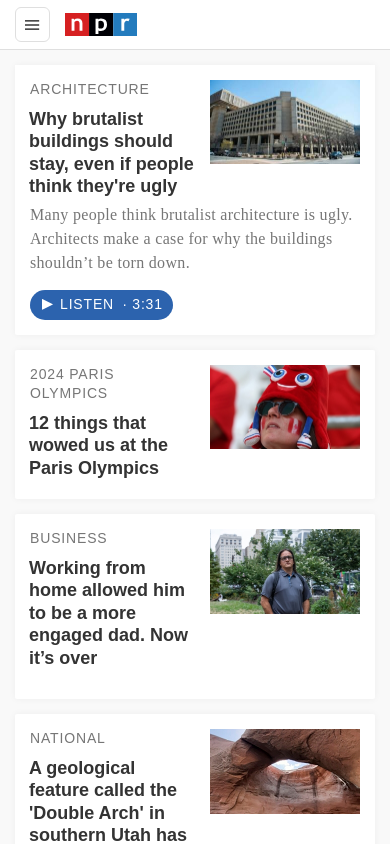 npr
ARCHITECTURE
Why brutalist
buildings should
stay, even if people
think they're ugly
Many people think brutalist architecture is ugly.
Architects make a case for why the buildings
shouldn’t be torn down.
LISTEN · 3:31
2024 PARIS
OLYMPICS
12 things that
wowed us at the
Paris Olympics
BUSINESS
Working from
home allowed him
to be a more
engaged dad. Now
it’s over
NATIONAL
A geological
feature called the
'Double Arch' in
southern Utah has